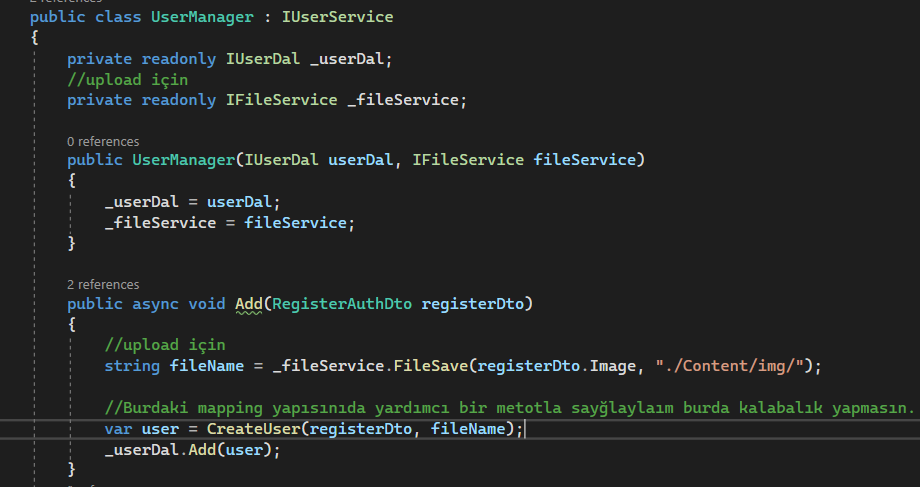 2 references
public class UserManager : IUserService
{
private readonly IUserDal _userDal;
//upload için
private readonly IFileService _fileService;
0 references
public UserManager(IUserDal userDal, IFileService fileService)
{
_userDal = userDal;
_fileService = fileService;
}
2 references
public async void Add(RegisterAuthDto registerDto)
{
//upload için
string fileName = _fileService.FileSave(registerDto.Image, "./Content/img/");
//Burdaki mapping yapısınıda yardımcı bir metotla sayğlaylaım burda kalabalık yapmasın.
var user = CreateUser(registerDto, fileName);
_userDal.Add(user);
}